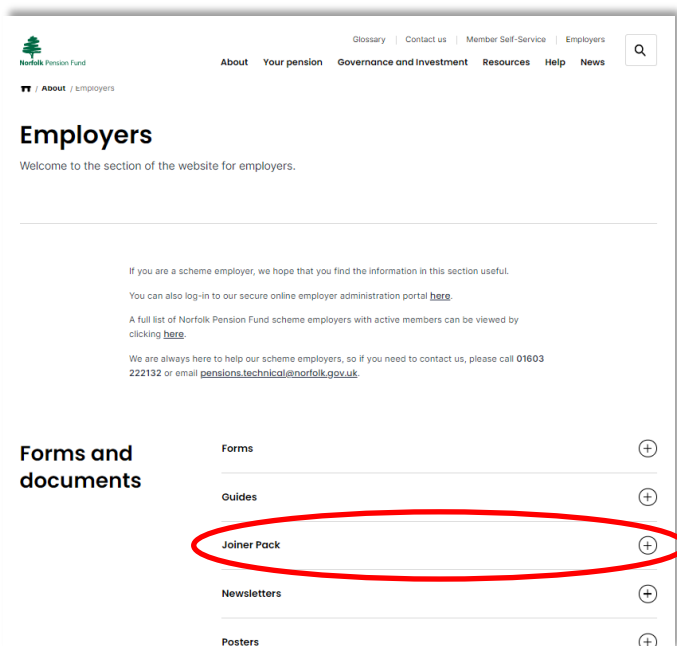 Glossary Contact us Member Self-Service Employers
Norfolk Pension Fund
About Your pension Governance and Investment Resources Help News
/ About / Employers
Employers
Welcome to the section of the website for employers.
If you are a scheme employer, we hope that you find the information in this section useful.
You can also log-in to our secure online employer administration portal here.
A full list of Norfolk Pension Fund scheme employers with active members can be viewed by
clicking here.
We are always here to help our scheme employers, so if you need to contact us, please call 01603
222132 or email pensions.technical@norfolk.gov.uk.
Forms and
documents
Forms
Guides
Joiner Pack
Newsletters
Posters